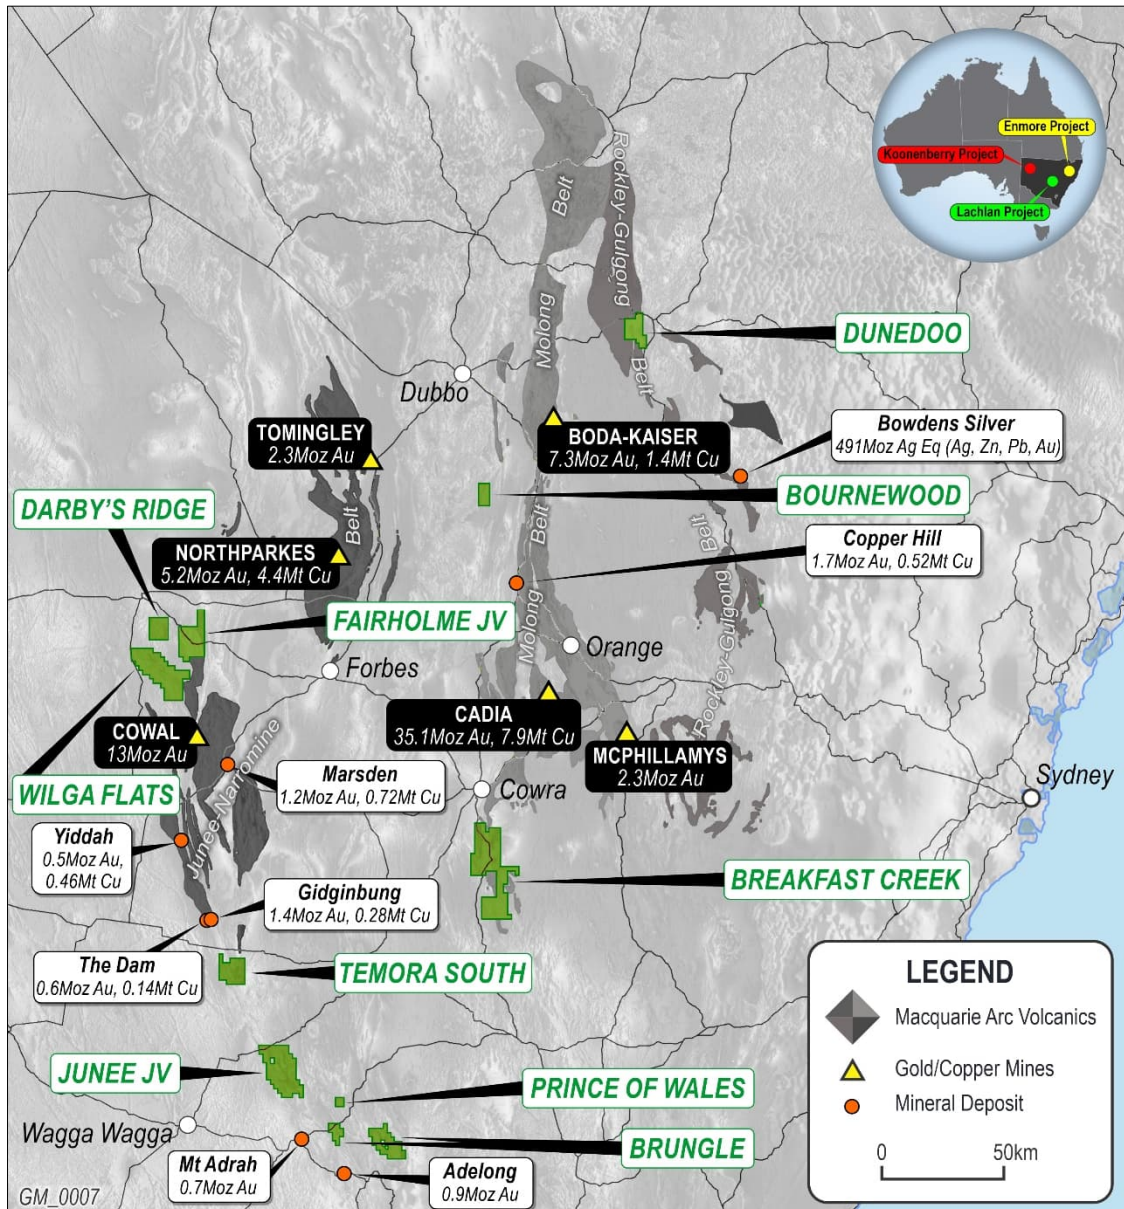 Enmore Project
Koonenberry Project
Lachlan Project
Rockley-Gulgong
Belt
Molong
DUNEDOO
Belt
Dubbo
TOMINGLEY
2.3Moz Au
BODA-KAISER
7.3Moz Au, 1.4Mt Cu
Bowdens Silver
491Moz Ag Eq (Ag, Zn, Pb, Au)
DARBY'S RIDGE
BOURNEWOOD
Belt
Belt
Belt
Copper Hill
1.7Moz Au, 0.52Mt Cu
NORTHPARKES
5.2Moz Au, 4.4Mt Cu
FAIRHOLME JV
Molong
Rockley-Gulgong
Orange
Forbes
CADIA
35.1Moz Au, 7.9Mt Cu
COWAL
13Moz Au
MCPHILLAMYS
2.3Moz Au
Junee-Narromine
Marsden
1.2Moz Au, 0.72Mt Cu
Cowra
Sydney
WILGA FLATS
Yiddah
0.5Moz Au,
0.46Mt Cu
Gidginbung
1.4Moz Au, 0.28Mt Cu
BREAKFAST CREEK
The Dam
0.6Moz Au, 0.14Mt Cu
TEMORA SOUTH
JUNEE JV
PRINCE OF WALES
Wagga Wagga
BRUNGLE
Mt Adrah
0.7Moz Au
Adelong
0.9Moz Au
GM_0007
LEGEND
Macquarie Arc Volcanics
Gold/Copper Mines
Mineral Deposit
0 50km